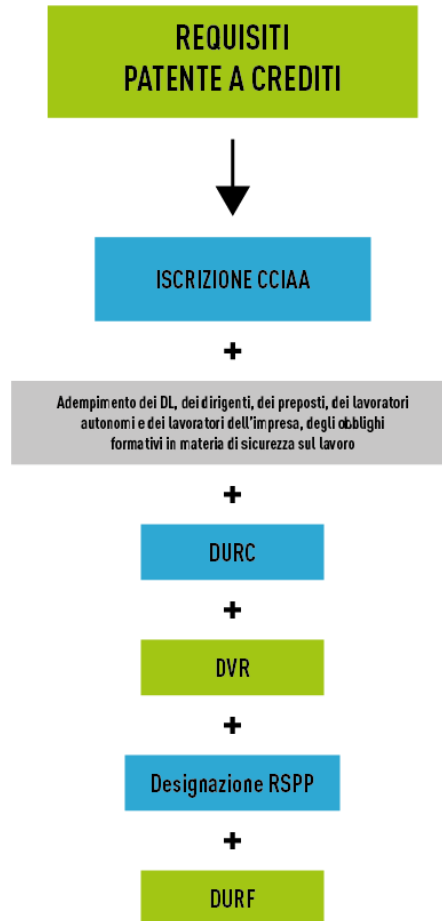 REQUISITI
PATENTE A CREDITI
ISCRIZIONE CCIAA
+
Adempimento dei DL, dei dirigenti, dei preposti, dei lavoratori
autonomi e dei lavoratori dell'impresa, degli obblighi
formativi in materia di sicurezza sul lavoro
+
DURC
+
DVR
+
Designazione RSPP
+
DURF